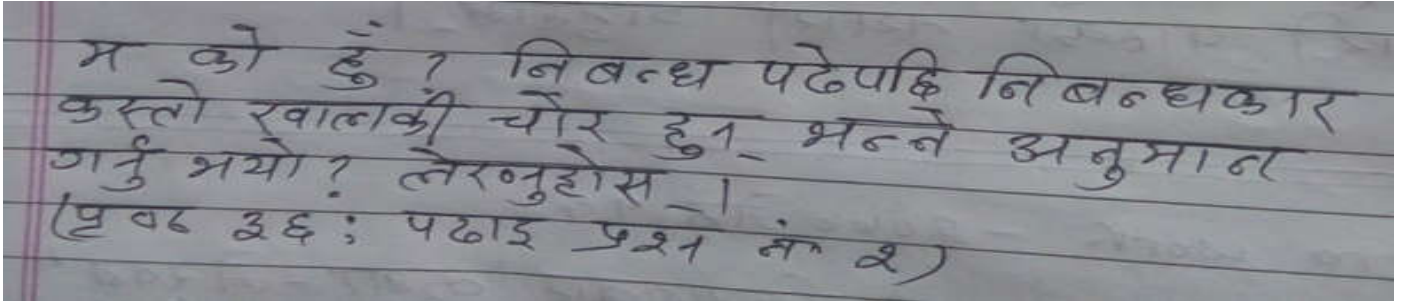 म को हुँ ? निबन्ध पढेपछि निबन्धकार
कस्तो खालकी चोर हुन् भन्ने अनुमान
गर्नु भयो ? लेख्नुहोस् ।
(पृष्ठ ३६ : पढाइ प्रश्न नं २)